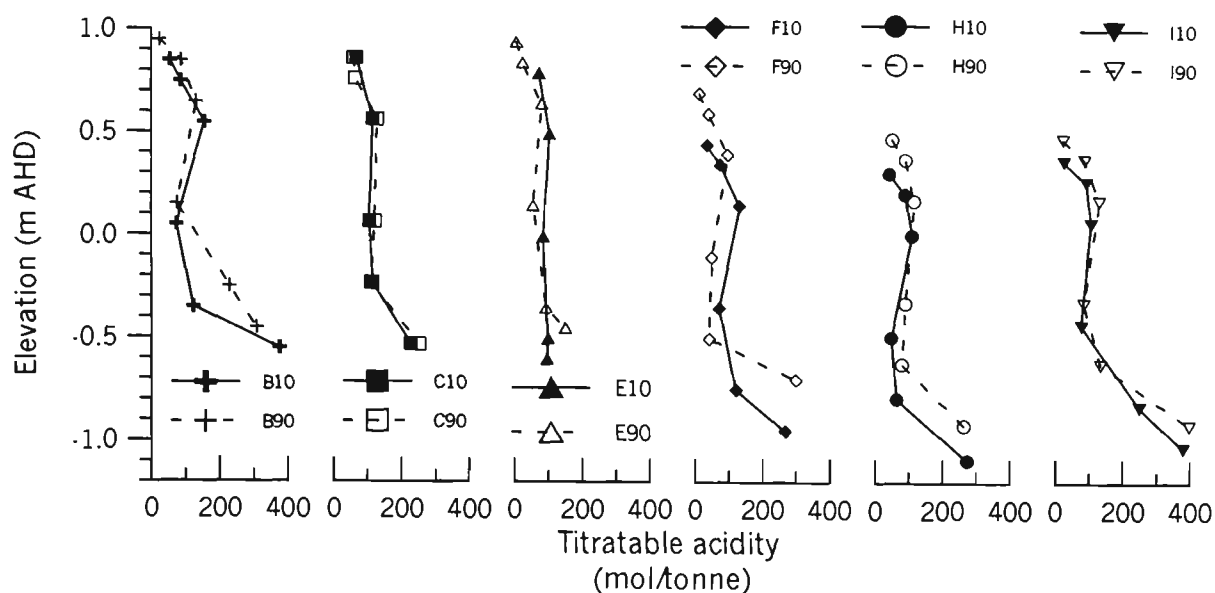 F10 H10 I10
F90 H90 I90
1.0
0.5
0.0
-0.5
-1.0
Elevation (m AHD)
B10 C10 E10
B90 C90 E90
0 200 400 0 200 400 0 200 400 0 200 400 0 200 400 0 200 400
Titratable acidity
(mol/tonne)